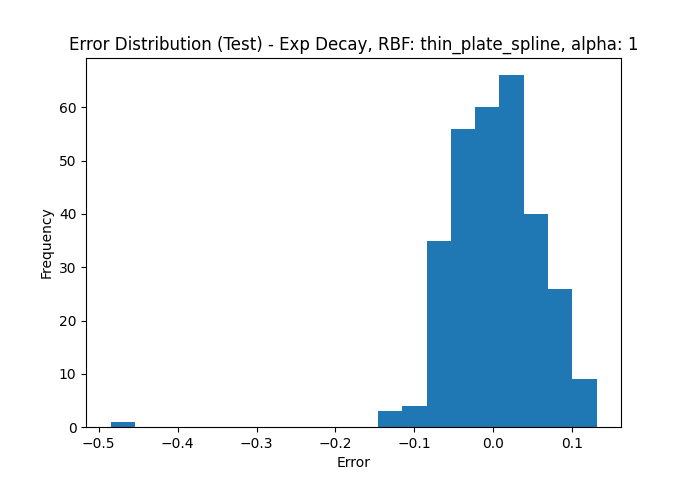 Error Distribution (Test) - Exp Decay, RBF: thin_plate_spline, alpha: 1
Frequency
60
50
40
30
20
10
0
−0.5 −0.4 −0.3 −0.2 −0.1 0.0 0.1
Error